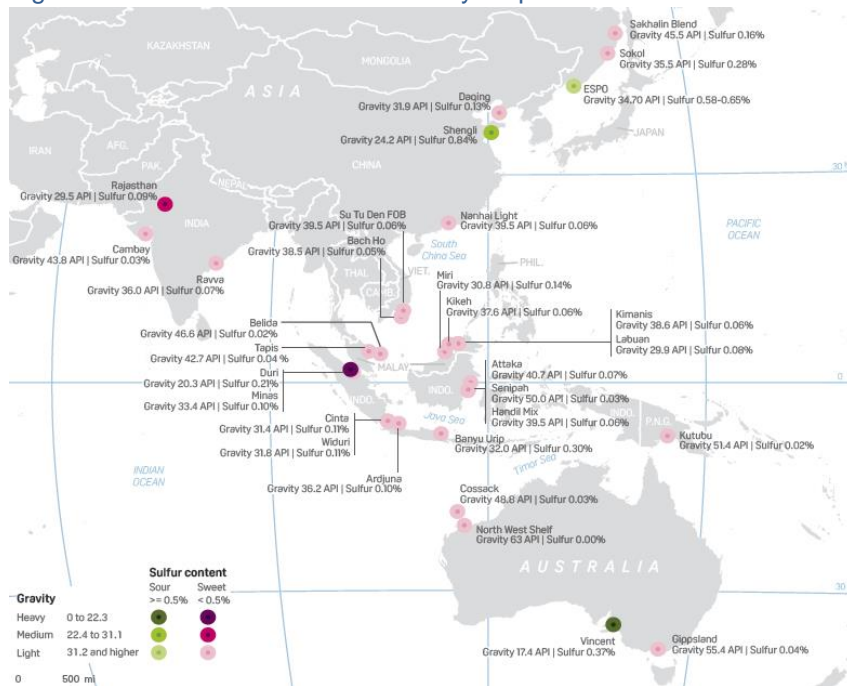 Sakhalin Blend
Gravity 45.5 API | Sulfur 0.16%
Sokol
Gravity 35.5 API | Sulfur 0.28%
KAZAKHSTAN
MONGOLIA
ASIA
Daqing
Gravity 31.9 API | Sulfur 0.13%
ESPO
Gravity 34.70 API | Sulfur 0.58-0.65%
Shengli
Gravity 24.2 API | Sulfur 0.84%
JAPAN
AFG.
IRAN
PAK.
CHINA
30
NEPAL
Rajasthan
Gravity 29.5 API | Sulfur 0.09%
INDIA
Su Tu Den FOB
Gravity 39.5 API | Sulfur 0.06%
Bach Ho
Gravity 38.5 API | Sulfur 0.05%
Nanhai Light
Gravity 39.5 API | Sulfur 0.06%
PACIFIC
OCEAN
South
China Sea
Cambay
Gravity 43.8 API | Sulfur 0.03%
Ravva
Gravity 36.0 API | Sulfur 0.07%
THAI.
VIET.
CAMB.
PHIL.
Miri
Gravity 30.8 API | Sulfur 0.14%
Kikeh
Gravity 37.6 API | Sulfur 0.06%
Kimanis
Gravity 38.6 API | Sulfur 0.06%
Labuan
Gravity 29.9 API | Sulfur 0.08%
Belida
Gravity 46.6 API | Sulfur 0.02%
Tapis
Gravity 42.7 API | Sulfur 0.04 %
MALAY.
Duri
Gravity 20.3 API | Sulfur 0.21%
Minas
Gravity 33.4 API | Sulfur 0.10%
Attaka
Gravity 40.7 API | Sulfur 0.07%
Senipah
Gravity 50.0 API | Sulfur 0.03%
Handil Mix
Gravity 39.5 API | Sulfur 0.06%
0
INDO.
INDO.
INDO.
P.N.G.
Cinta
Gravity 31.4 API | Sulfur 0.11%
Widuri
Gravity 31.8 API | Sulfur 0.11%
Java Sea
Banyu Urip
Gravity 32.0 API | Sulfur 0.30%
Kutubu
Gravity 51.4 API | Sulfur 0.02%
Timor Sea
INDIAN
OCEAN
Ardjuna
Gravity 36.2 API | Sulfur 0.10%
Cossack
Gravity 48.8 API | Sulfur 0.03%
North West Shelf
Gravity 63 API | Sulfur 0.00%
AUSTRALIA
30
Vincent
Gravity 17.4 API | Sulfur 0.37%
Gippsland
Gravity 55.4 API | Sulfur 0.04%
Sulfur content
Sour Sweet
>= 0.5% < 0.5%
Gravity
Heavy 0 to 22.3
Medium 22.4 to 31.1
Light 31.2 and higher
0 500 mi